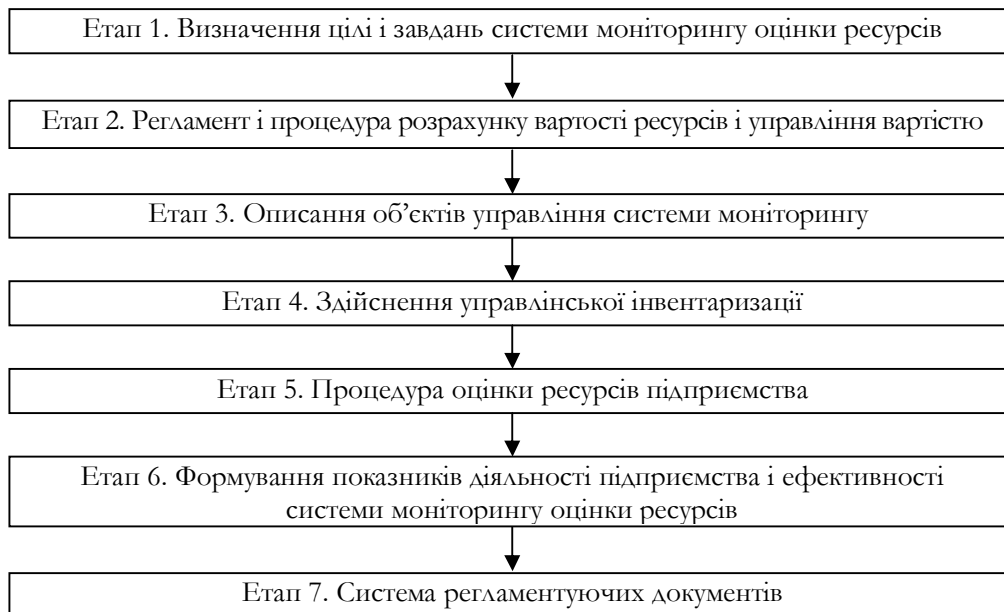 Етап 1. Визначення цілі і завдань системи моніторингу оцінки ресурсів
Етап 2. Регламент і процедура розрахунку вартості ресурсів і управління вартістю
Етап 3. Описання об’єктів управління системи моніторингу
Етап 4. Здійснення управлінської інвентаризації
Етап 5. Процедура оцінки ресурсів підприємства
Етап 6. Формування показників діяльності підприємства і ефективності
системи моніторингу оцінки ресурсів
Етап 7. Система регламентуючих документів